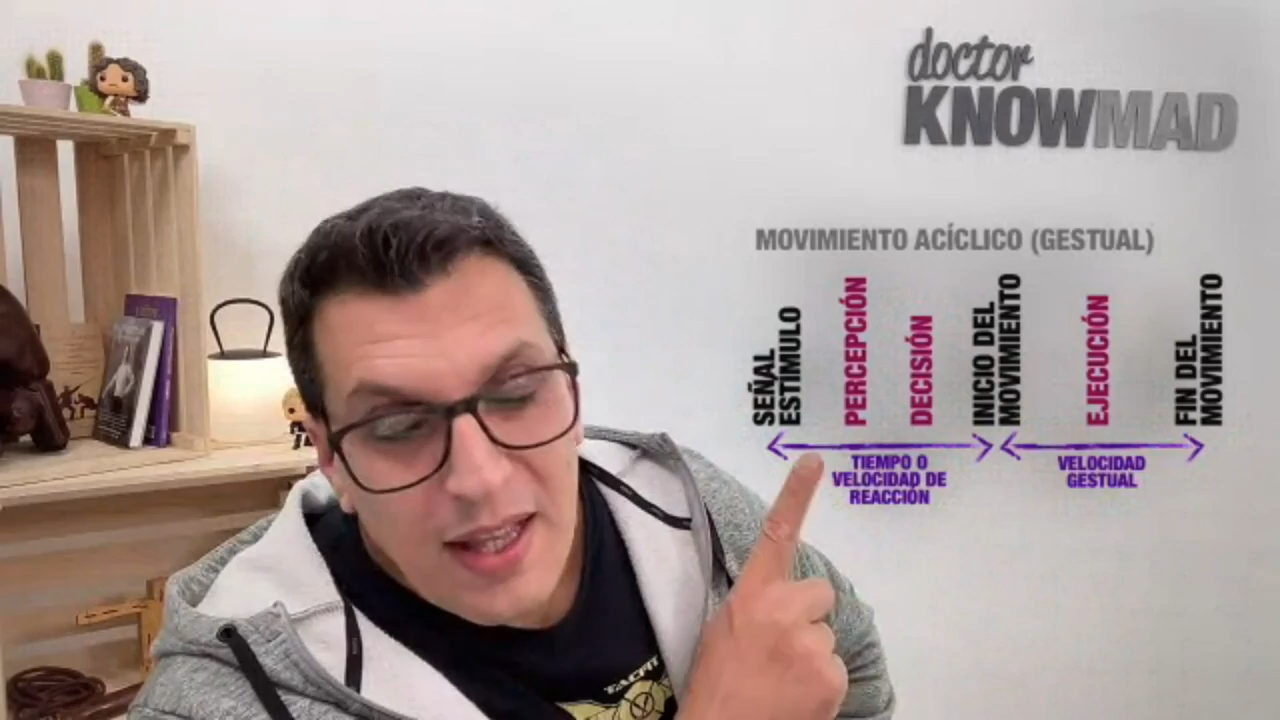 doctor
KNOWMAD
MOVIMIENTO ACÍCLICO (GESTUAL)
SEÑAL
ESTÍMULO
PERCEPCIÓN
DECISIÓN
INICIO DEL
MOVIMIENTO
EJECUCIÓN
FIN DEL
MOVIMIENTO
TIEMPO O
VELOCIDAD DE
REACCIÓN
VELOCIDAD
GESTUAL
TACFIT